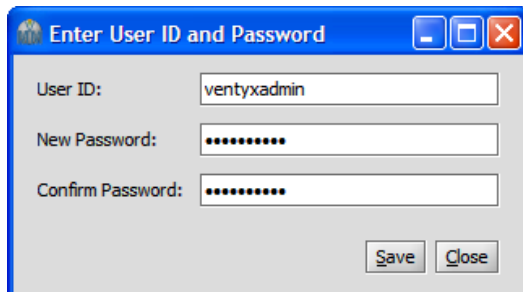 Enter User ID and Password
User ID: ventyxadmin
New Password: ••••••••••
Confirm Password: ••••••••••
Save Close